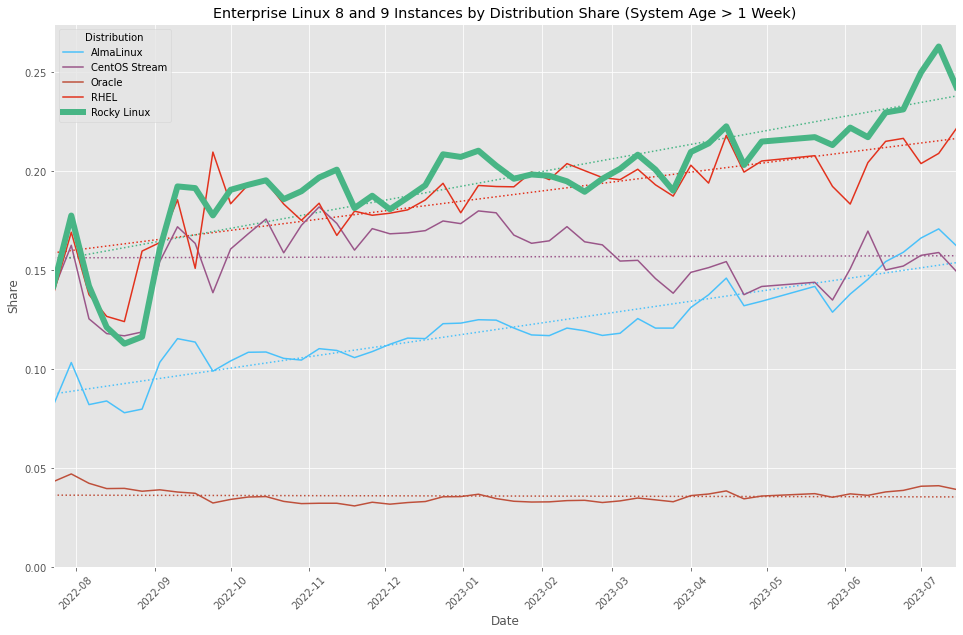 Enterprise Linux 8 and 9 Instances by Distribution Share (System Age > 1 Week)
Distribution
AlmaLinux
CentOS Stream
Oracle
RHEL
Rocky Linux
0.25
0.20
0.15
0.10
0.05
0.00
Share
2022-08
2022-09
2022-10
2022-11
2022-12
2023-01
2023-02
2023-03
2023-04
2023-05
2023-06
2023-07
Date